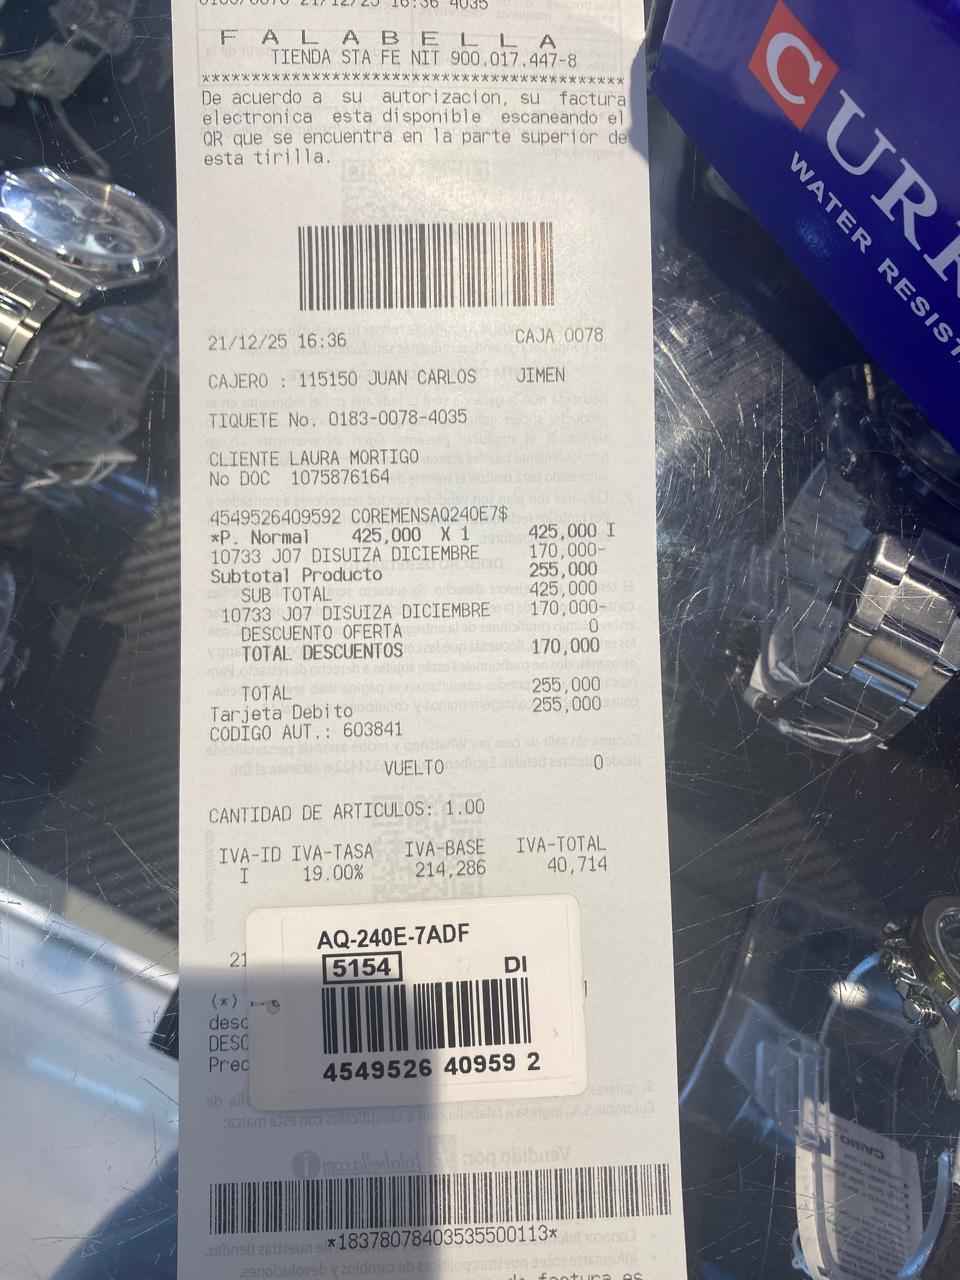 F A L A B E L L A
TIENDA STA FE NIT 900.017.447-8
******************************************
De acuerdo a su autorizacion, su factura
electronica esta disponible escaneando el
QR que se encuentra en la parte superior de
esta tirilla.
21/12/25 16:36 CAJA 0078
CAJERO : 115150 JUAN CARLOS JIMEN
TIQUETE No. 0183-0078-4035
CLIENTE LAURA MORTIGO
No DOC 1075876164
4549526409592 COREMENSAQ240E7$
*P. Normal 425,000 X 1 425,000 I
10733 J07 DISUIZA DICIEMBRE 170,000-
Subtotal Producto 255,000
SUB TOTAL 425,000
10733 J07 DISUIZA DICIEMBRE 170,000-
DESCUENTO OFERTA 0
TOTAL DESCUENTOS 170,000
TOTAL 255,000
Tarjeta Debito 255,000
CODIGO AUT.: 603841
VUELTO 0
CANTIDAD DE ARTICULOS: 1.00
IVA-ID IVA-TASA IVA-BASE IVA-TOTAL
I 19.00% 214,286 40,714
AQ-240E-7ADF
5154 DI
4549526 40959 2
21
(*)
desc
DESC
Prec
*18378078403535500113*
CURR
WATER RESIST